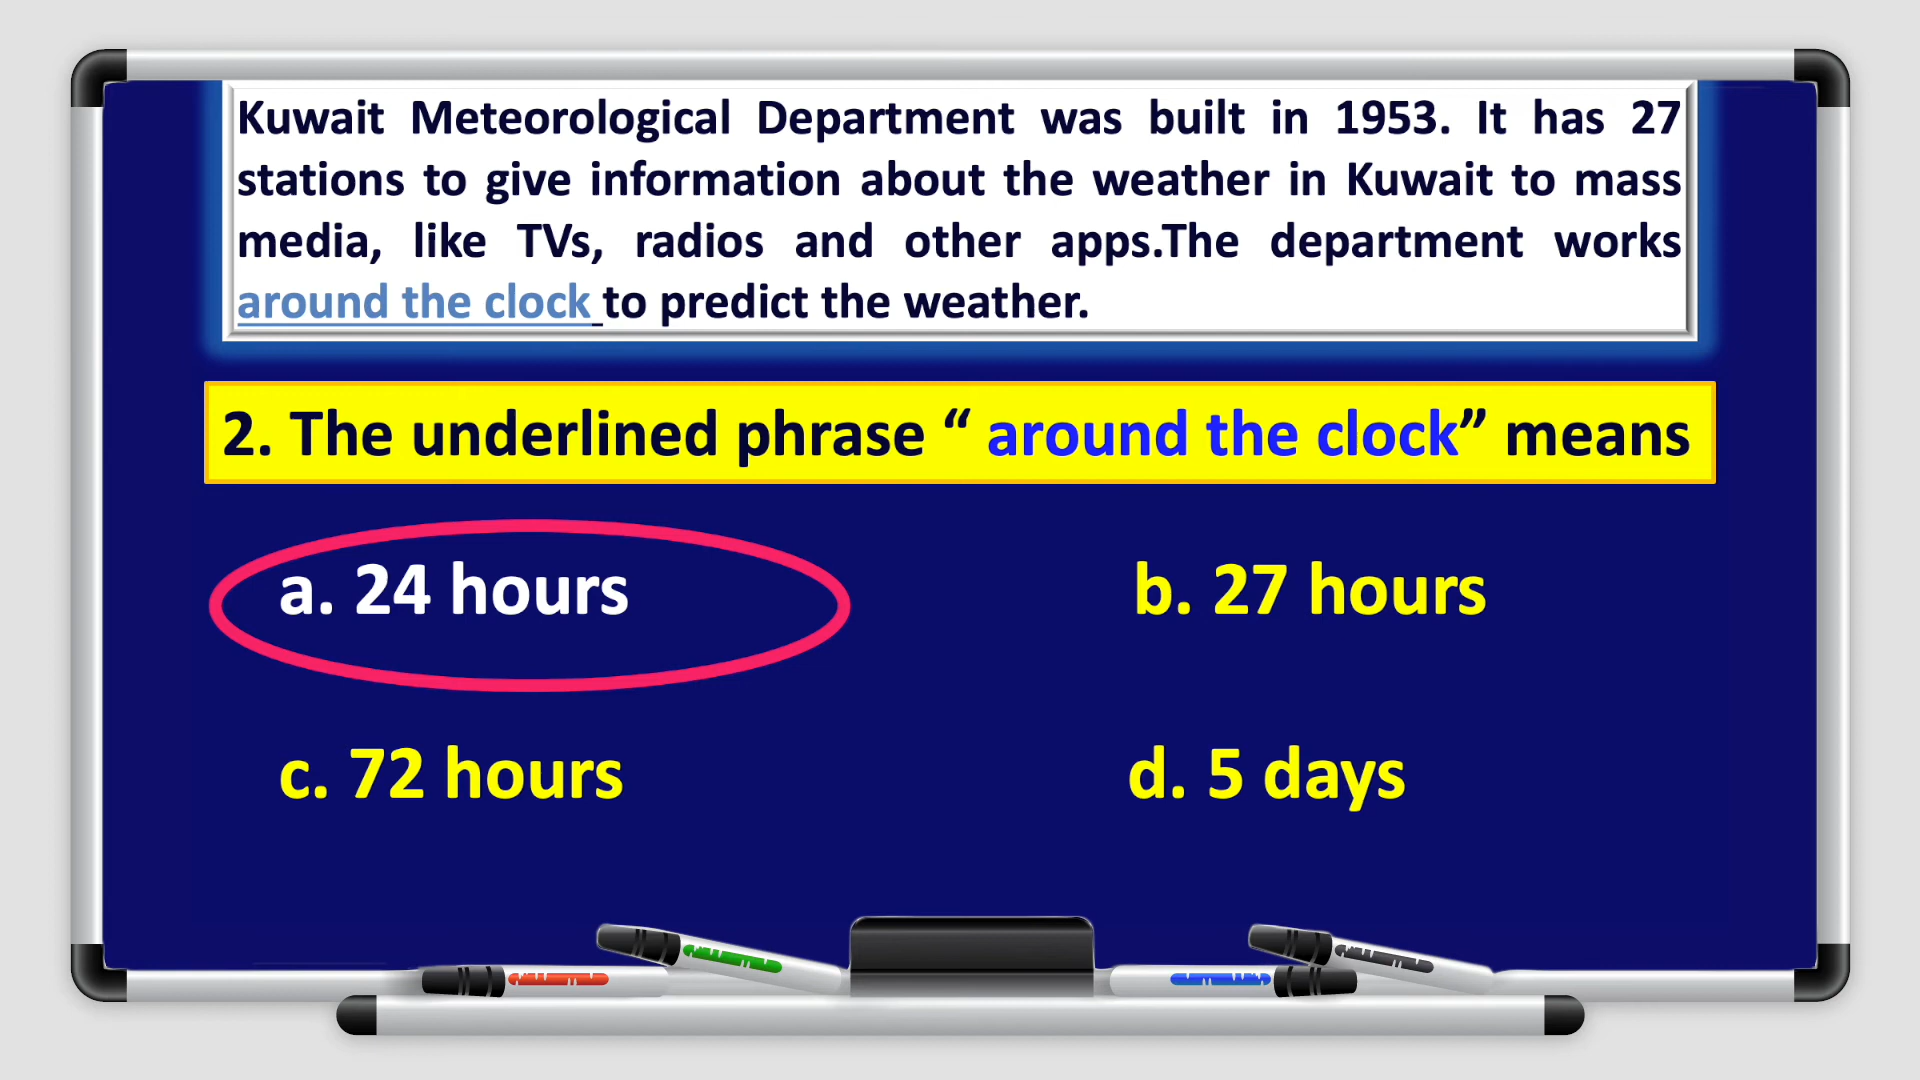 Kuwait Meteorological Department was built in 1953. It has 27
stations to give information about the weather in Kuwait to mass
media, like TVs, radios and other apps.The department works
around the clock to predict the weather.
2. The underlined phrase “ around the clock” means
a. 24 hours
b. 27 hours
c. 72 hours
d. 5 days